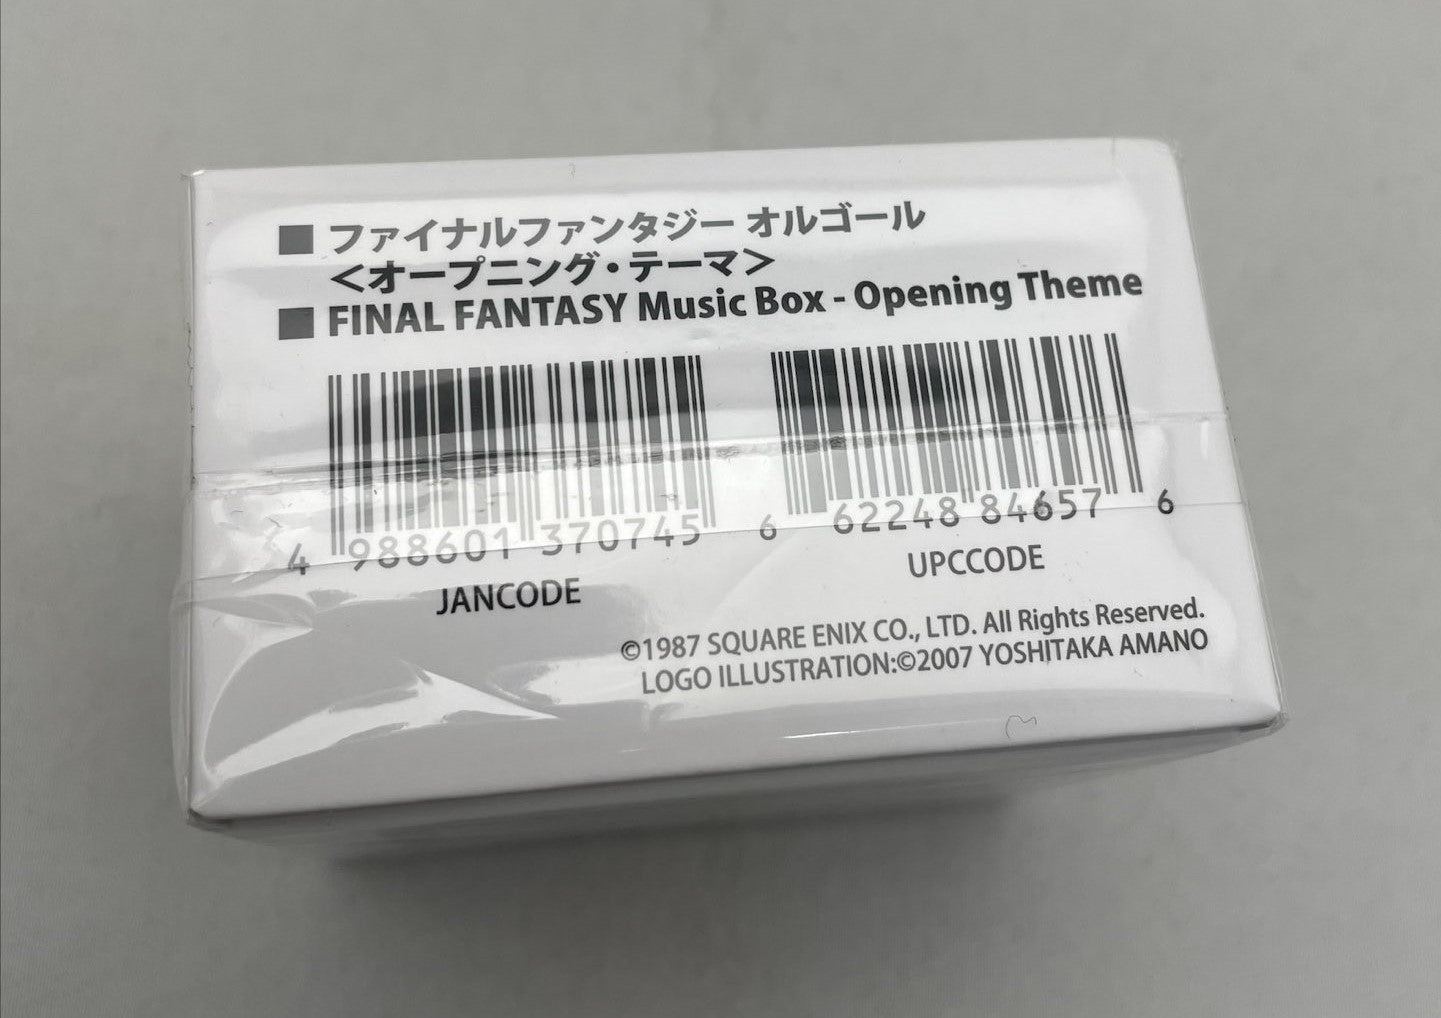 ■ ファイナルファンタジー オルゴール
＜オープニング・テーマ＞
■ FINAL FANTASY Music Box - Opening Theme
4 988601 370745
JANCODE
6 62248 84657 6
UPCCODE
©1987 SQUARE ENIX CO., LTD. All Rights Reserved.
LOGO ILLUSTRATION:©2007 YOSHITAKA AMANO